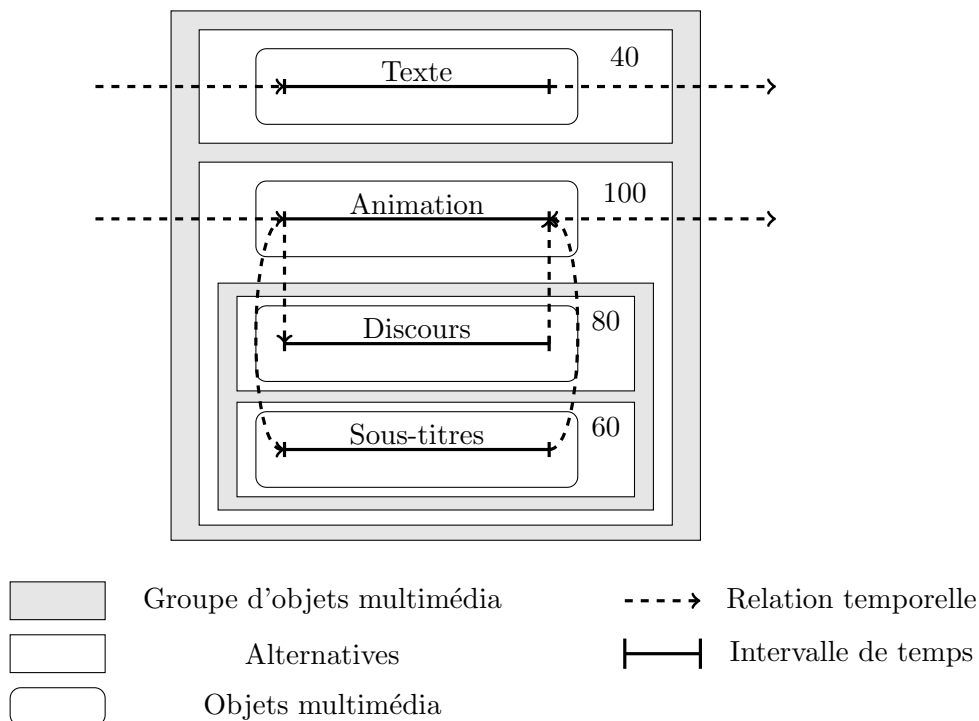 Texte
40
Animation
100
Discours
80
Sous-titres
60
Groupe d'objets multimédia
Relation temporelle
Alternatives
Intervalle de temps
Objets multimédia